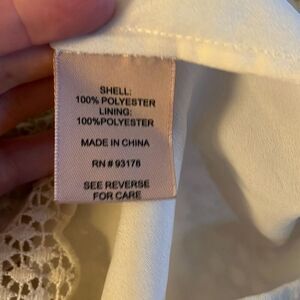 SHELL:
100% POLYESTER
LINING:
100%POLYESTER
MADE IN CHINA
RN # 93176
SEE REVERSE
FOR CARE